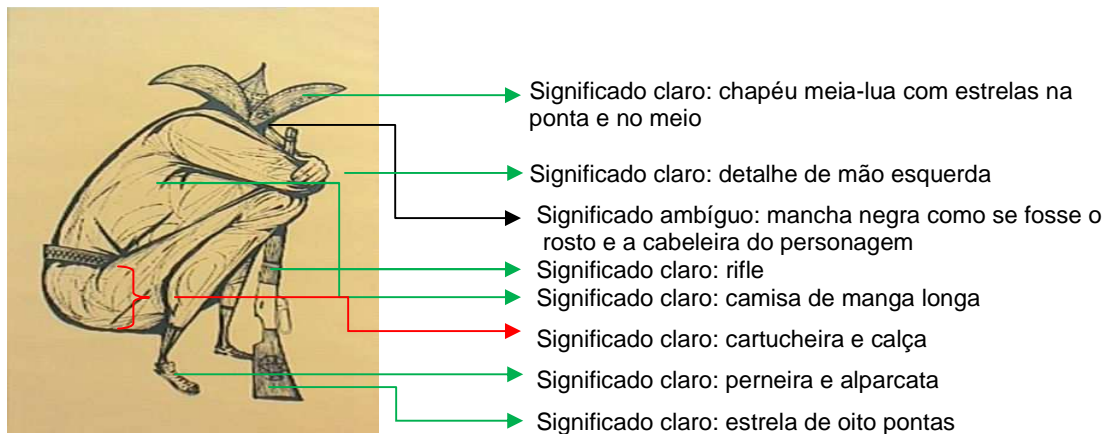 Significado claro: chapéu meia-lua com estrelas na
ponta e no meio
Significado claro: detalhe de mão esquerda
Significado ambíguo: mancha negra como se fosse o
rosto e a cabeleira do personagem
Significado claro: rifle
Significado claro: camisa de manga longa
Significado claro: cartucheira e calça
Significado claro: perneira e alparcata
Significado claro: estrela de oito pontas